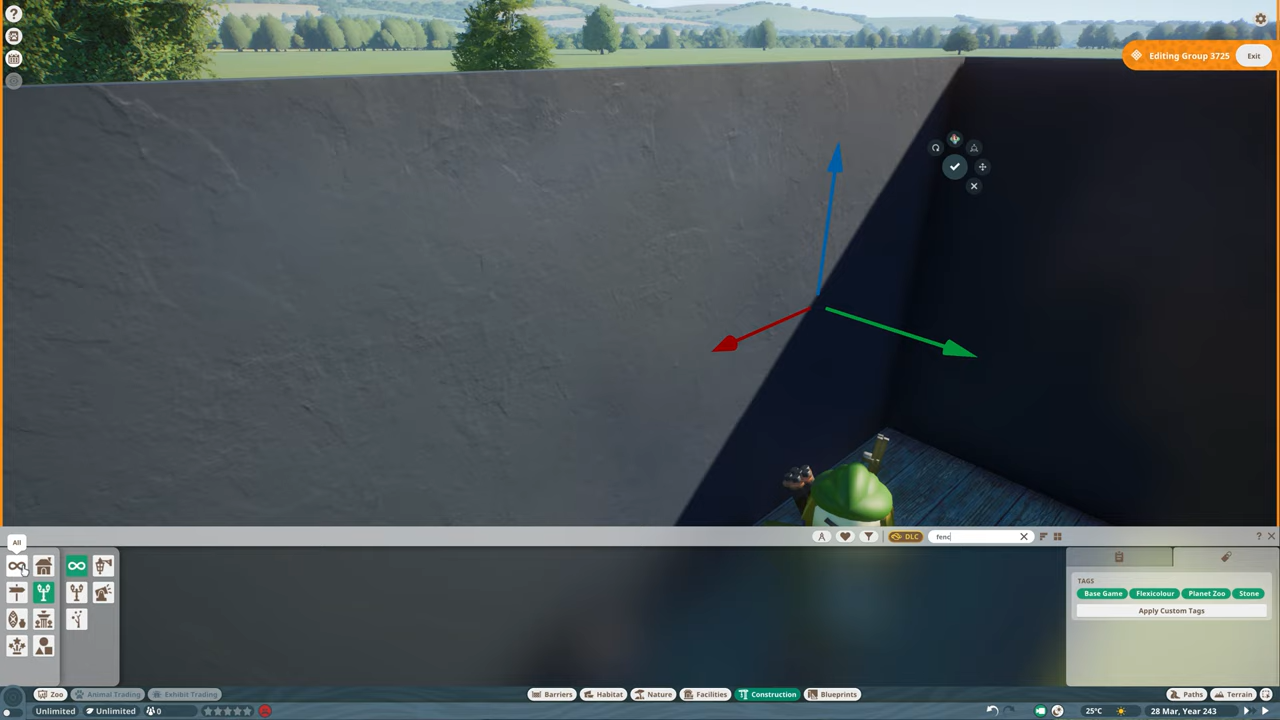 ?
Editing Group 3725 Exit
All
DLC fenc
? 
TAGS
Base Game Flexicolour Planet Zoo Stone
Apply Custom Tags
Zoo Animal Trading Exhibit Trading Barriers Habitat Nature Facilities Construction Blueprints Paths Terrain
Unlimited Unlimited 0 25°C 28 Mar, Year 243